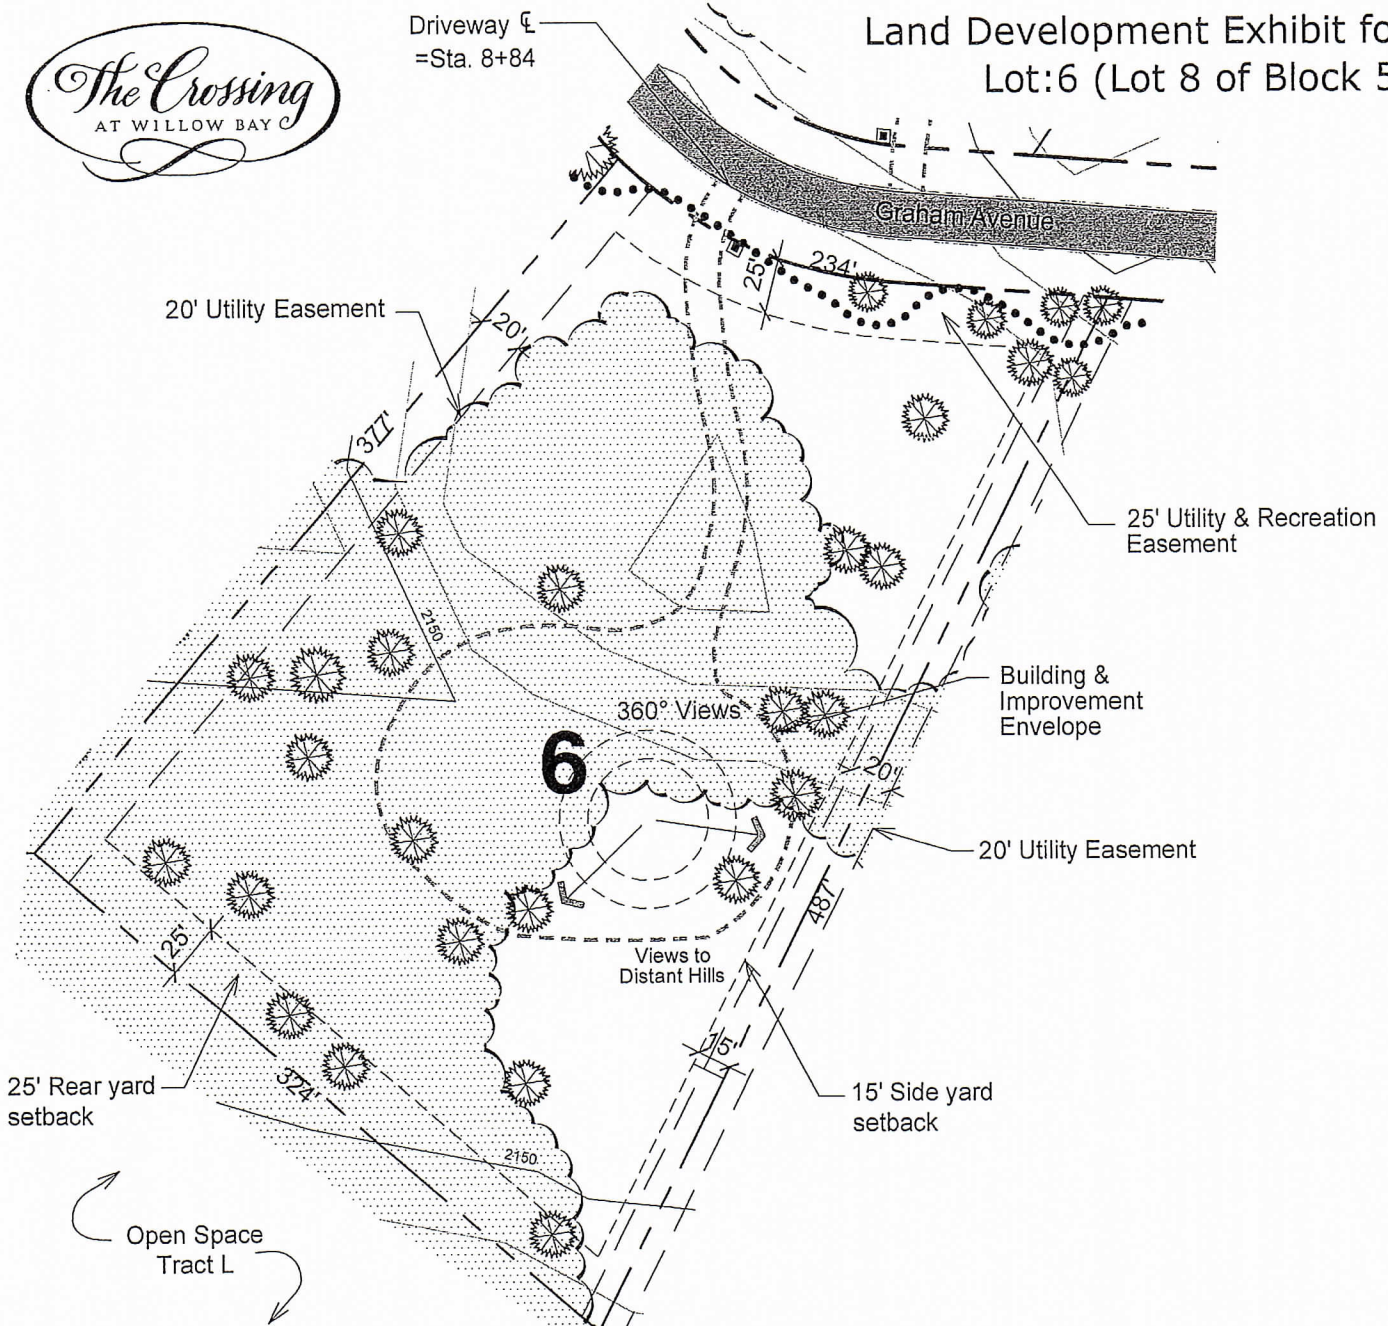 The Crossing
AT WILLOW BAY
Driveway ℄
=Sta. 8+84
Land Development Exhibit fo
Lot:6 (Lot 8 of Block 5
Graham Avenue
25'
234'
20' Utility Easement
20'
377'
25' Utility & Recreation
Easement
2150
360° Views
Building &
Improvement
Envelope
6
20'
20' Utility Easement
487'
25'
Views to
Distant Hills
15'
25' Rear yard
setback
324'
15' Side yard
setback
2150
Open Space
Tract L